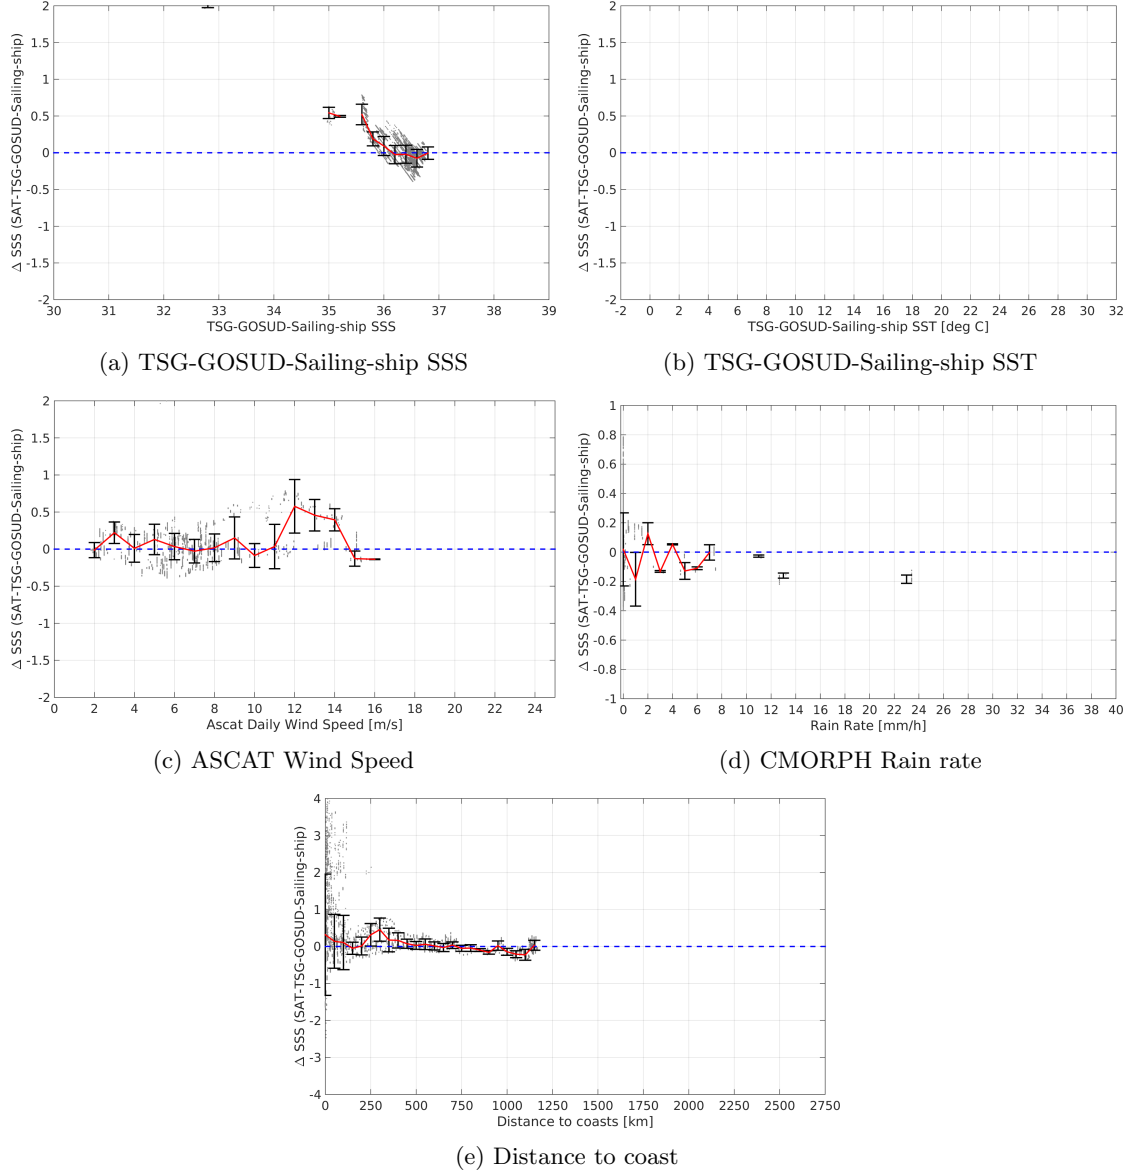 2
1.5
1
0.5
0
-0.5
-1
-1.5
-2
Δ SSS (SAT-TSG-GOSUD-Sailing-ship)
30 31 32 33 34 35 36 37 38 39
TSG-GOSUD-Sailing-ship SSS
(a) TSG-GOSUD-Sailing-ship SSS
2
1.5
1
0.5
0
-0.5
-1
-1.5
-2
Δ SSS (SAT-TSG-GOSUD-Sailing-ship)
-2 0 2 4 6 8 10 12 14 16 18 20 22 24 26 28 30 32
TSG-GOSUD-Sailing-ship SST [deg C]
(b) TSG-GOSUD-Sailing-ship SST
2
1.5
1
0.5
0
-0.5
-1
-1.5
-2
Δ SSS (SAT-TSG-GOSUD-Sailing-ship)
0 2 4 6 8 10 12 14 16 18 20 22 24
Ascat Daily Wind Speed [m/s]
(c) ASCAT Wind Speed
1
0.8
0.6
0.4
0.2
0
-0.2
-0.4
-0.6
-0.8
-1
Δ SSS (SAT-TSG-GOSUD-Sailing-ship)
0 2 4 6 8 10 12 14 16 18 20 22 24 26 28 30 32 34 36 38 40
Rain Rate [mm/h]
(d) CMORPH Rain rate
4
3
2
1
0
-1
-2
-3
-4
Δ SSS (SAT-TSG-GOSUD-Sailing-ship)
0 250 500 750 1000 1250 1500 1750 2000 2250 2500 2750
Distance to coasts [km]
(e) Distance to coast